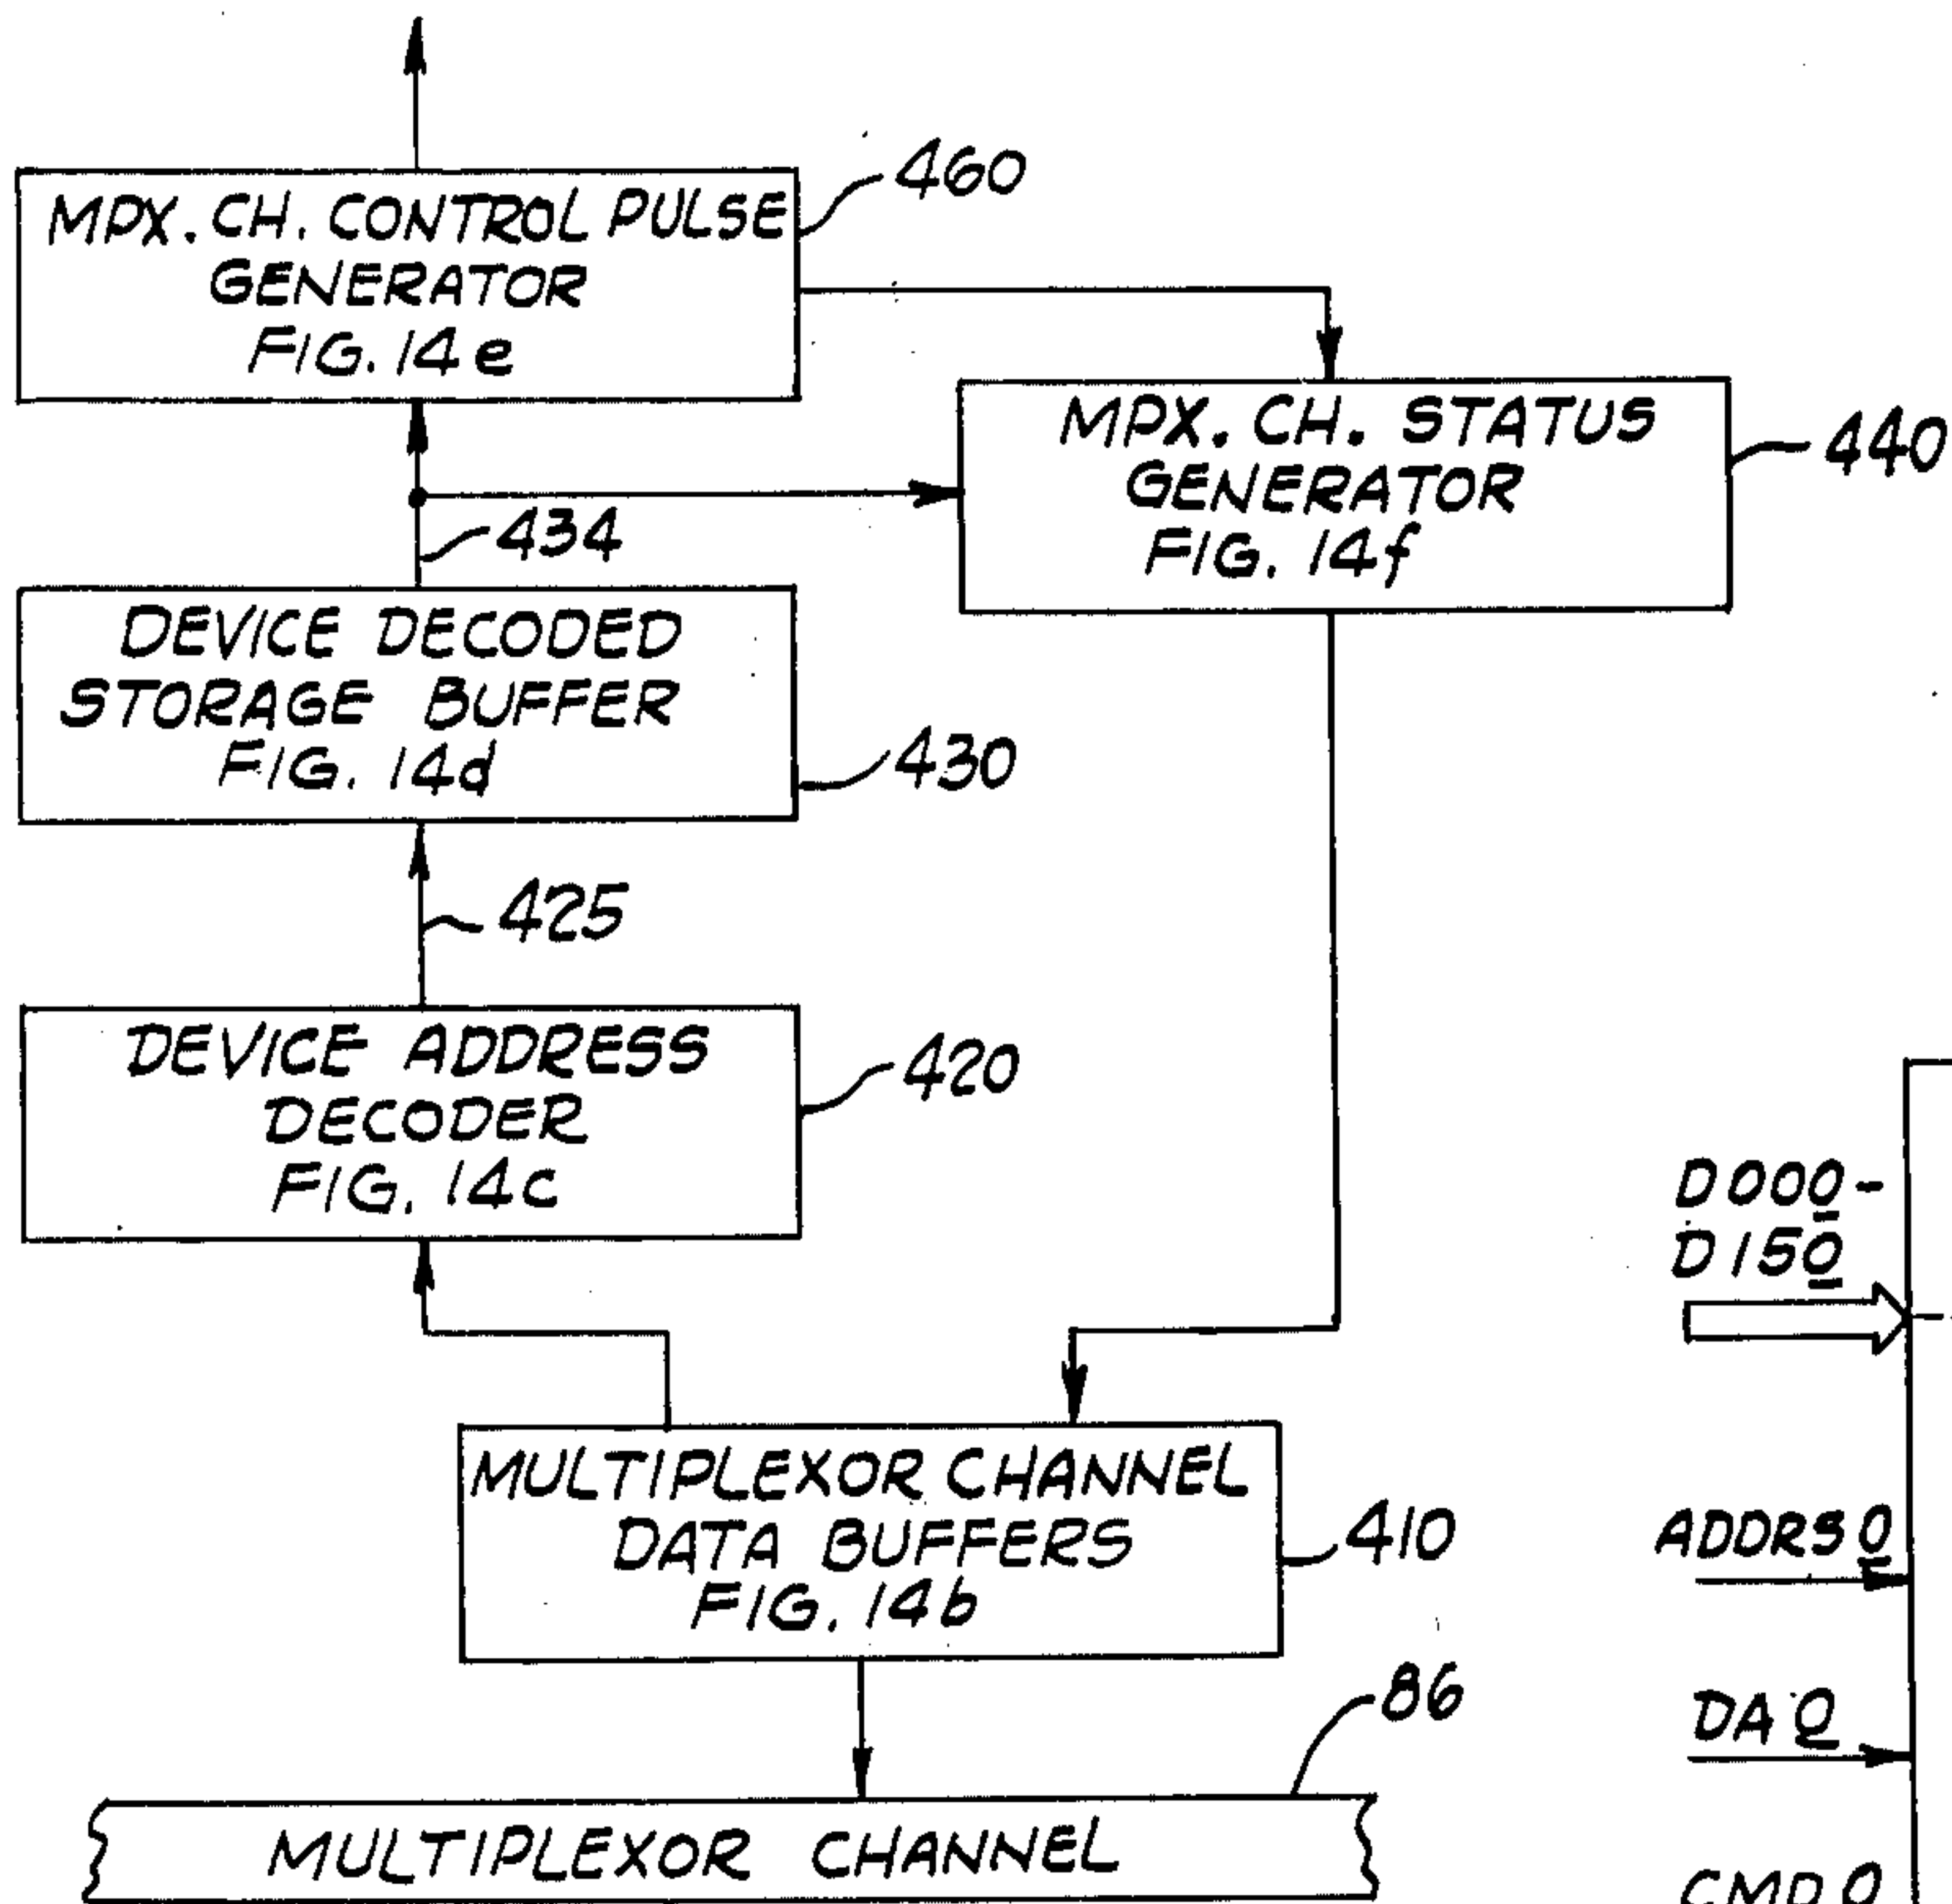 460
MPX. CH. CONTROL PULSE
GENERATOR
FIG. 14e
MPX. CH. STATUS
GENERATOR
FIG. 14f
440
434
DEVICE DECODED
STORAGE BUFFER
FIG. 14d
430
425
DEVICE ADDRESS
DECODER
FIG. 14c
420
D000-
D150
MULTIPLEXOR CHANNEL
DATA BUFFERS
FIG. 14b
410
ADDRS0
86
DA0
MULTIPLEXOR CHANNEL
CMD0